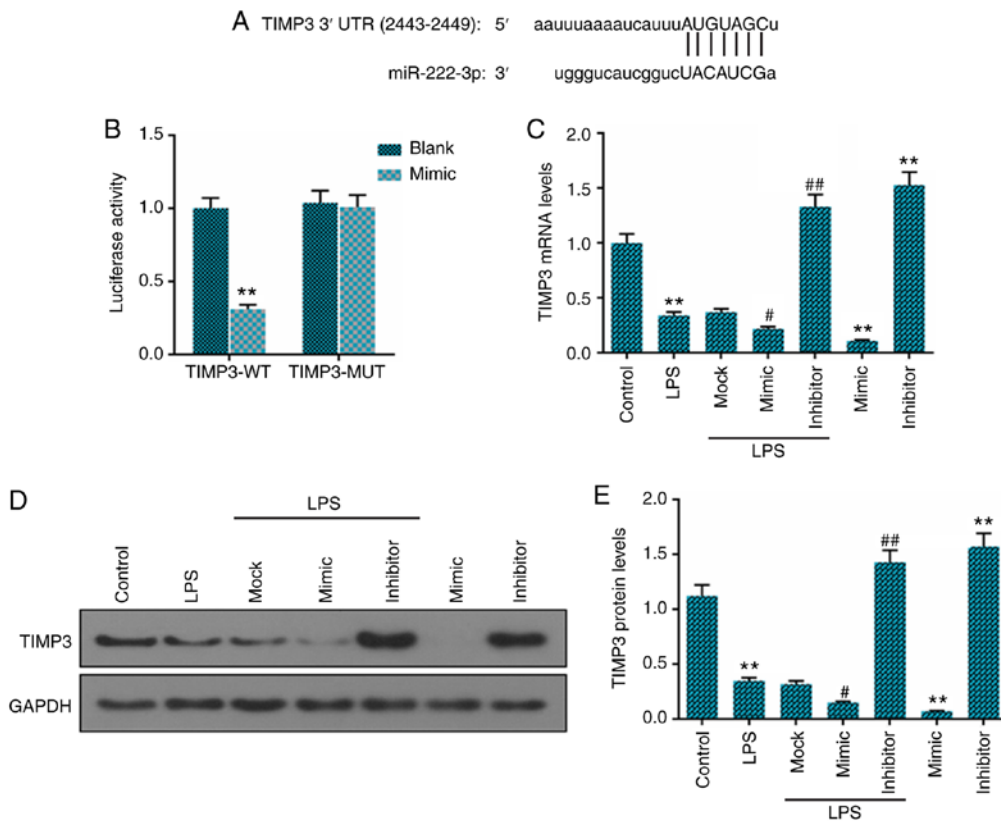 A TIMP3 3′ UTR (2443-2449): 5′ aauuuaaaaucauuuAUGUAGCu
miR-222-3p: 3′ ugggucaucggucUACAUCGa
B
1.5
1.0
0.5
0.0
Luciferase activity
Blank
Mimic
**
TIMP3-WT TIMP3-MUT
C
2.0
1.5
1.0
0.5
0.0
TIMP3 mRNA levels
** # ## ** **
Control LPS Mock Mimic Inhibitor Mimic Inhibitor
LPS
D
LPS
Control LPS Mock Mimic Inhibitor Mimic Inhibitor
TIMP3
GAPDH
E
2.0
1.5
1.0
0.5
0.0
TIMP3 protein levels
** # ## ** **
Control LPS Mock Mimic Inhibitor Mimic Inhibitor
LPS